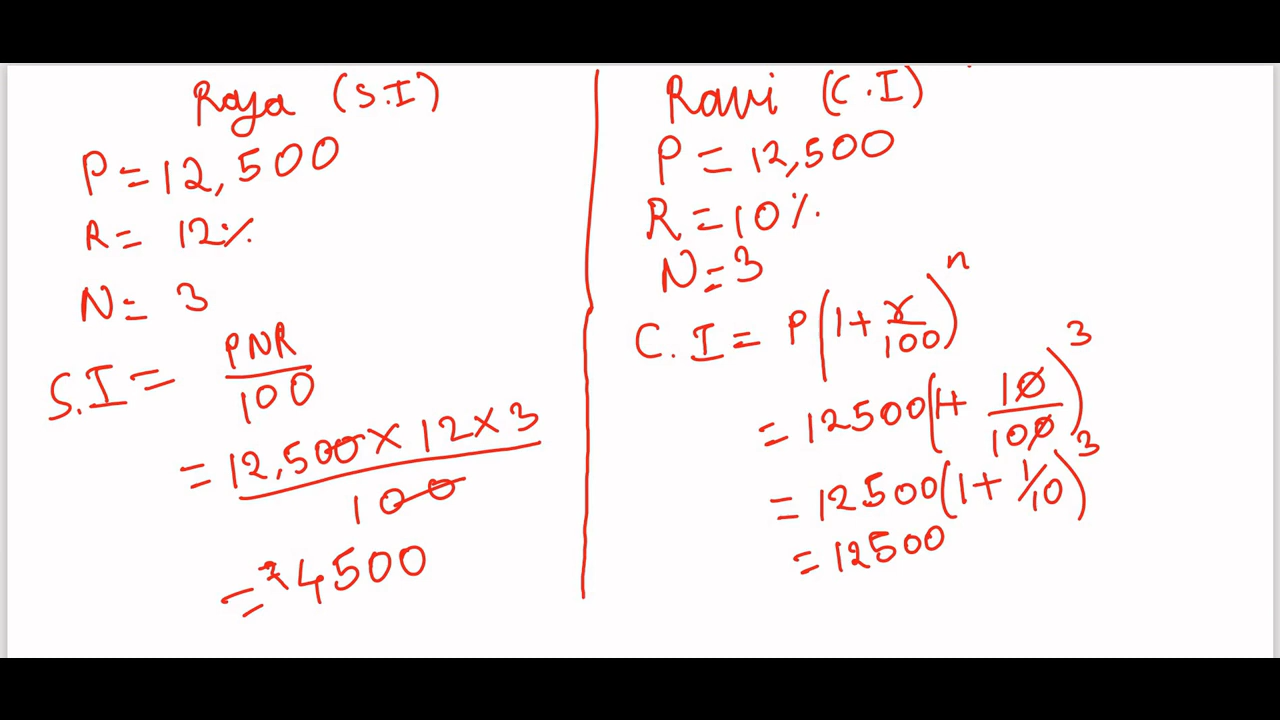 Raja (S.I)
P = 12,500
R = 12%
N = 3
S.I = PNR/100
= 12,500 × 12 × 3 / 100
= ₹4500
Ravi (C.I)
P = 12,500
R = 10%
N = 3
C.I = P(1 + r/100)^n
= 12500(1 + 10/100)^3
= 12500(1 + 1/10)^3
= 12500